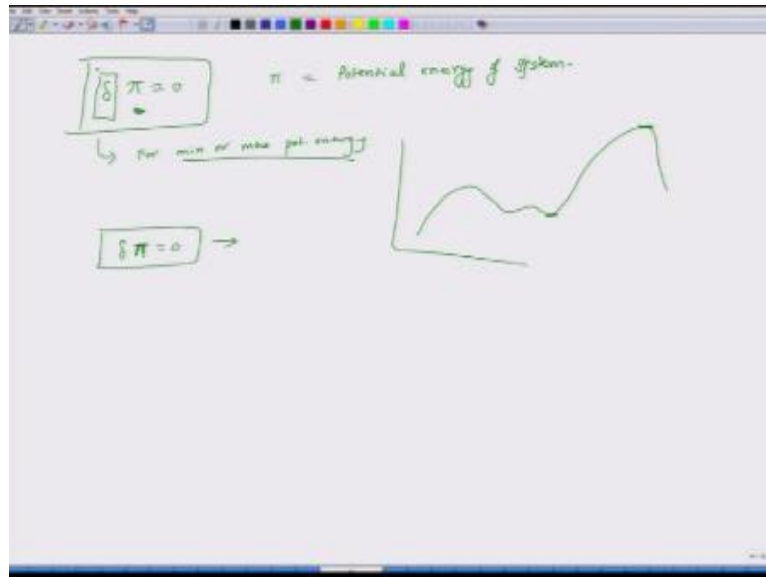 δ π = 0
π = Potential energy of system.
↳ For min or max pot. energy
δ π = 0 →